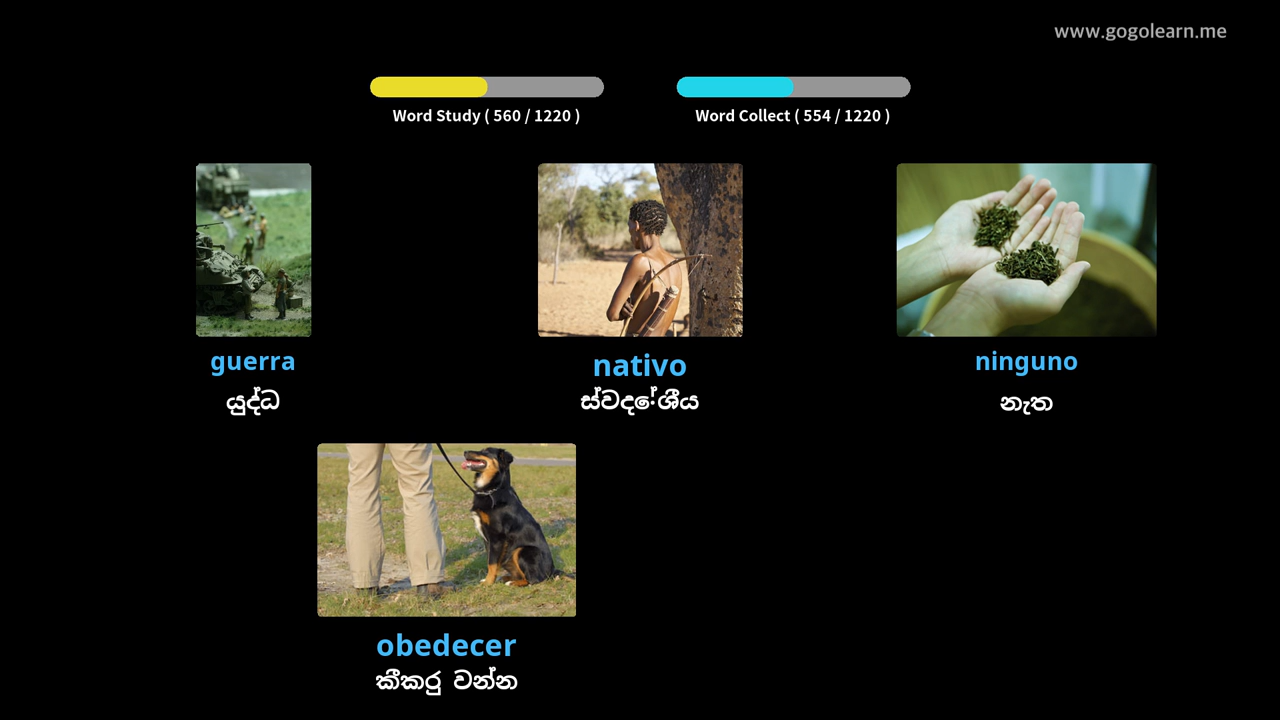 www.gogolearn.me
Word Study ( 560 / 1220 )
Word Collect ( 554 / 1220 )
guerra
යුද්ධ
nativo
ස්වදේශීය
ninguno
නැත
obedecer
කීකරු වන්න